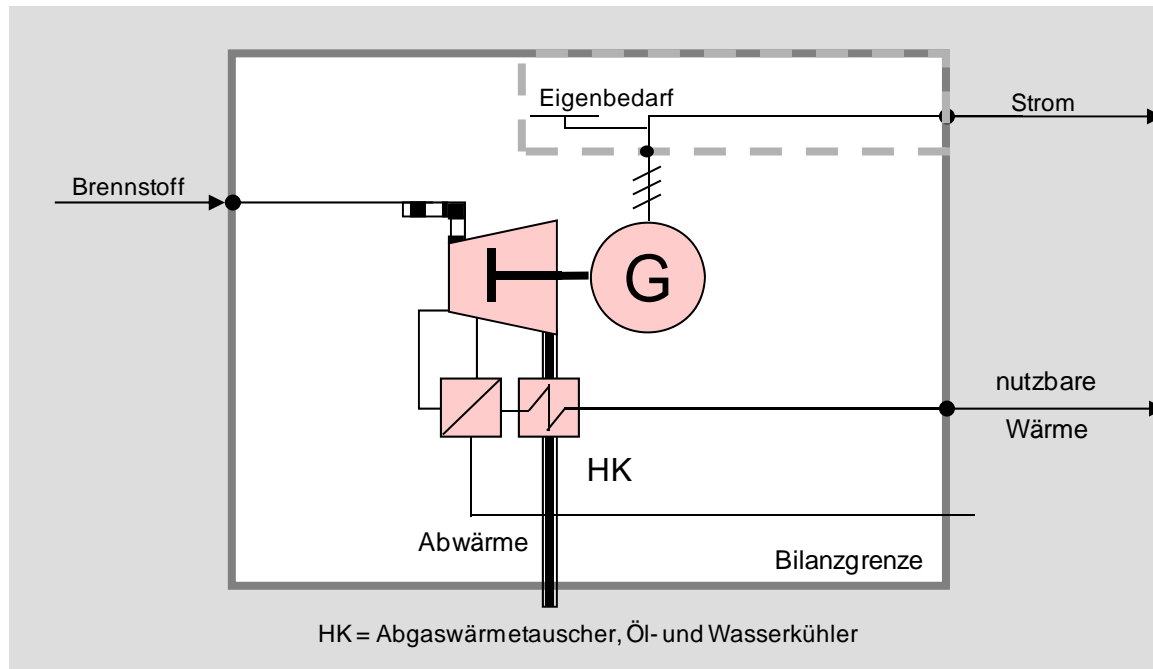 Eigenbedarf
Strom
Brennstoff
G
nutzbare
Wärme
HK
Abwärme
Bilanzgrenze
HK = Abgaswärmetauscher, Öl- und Wasserkühler